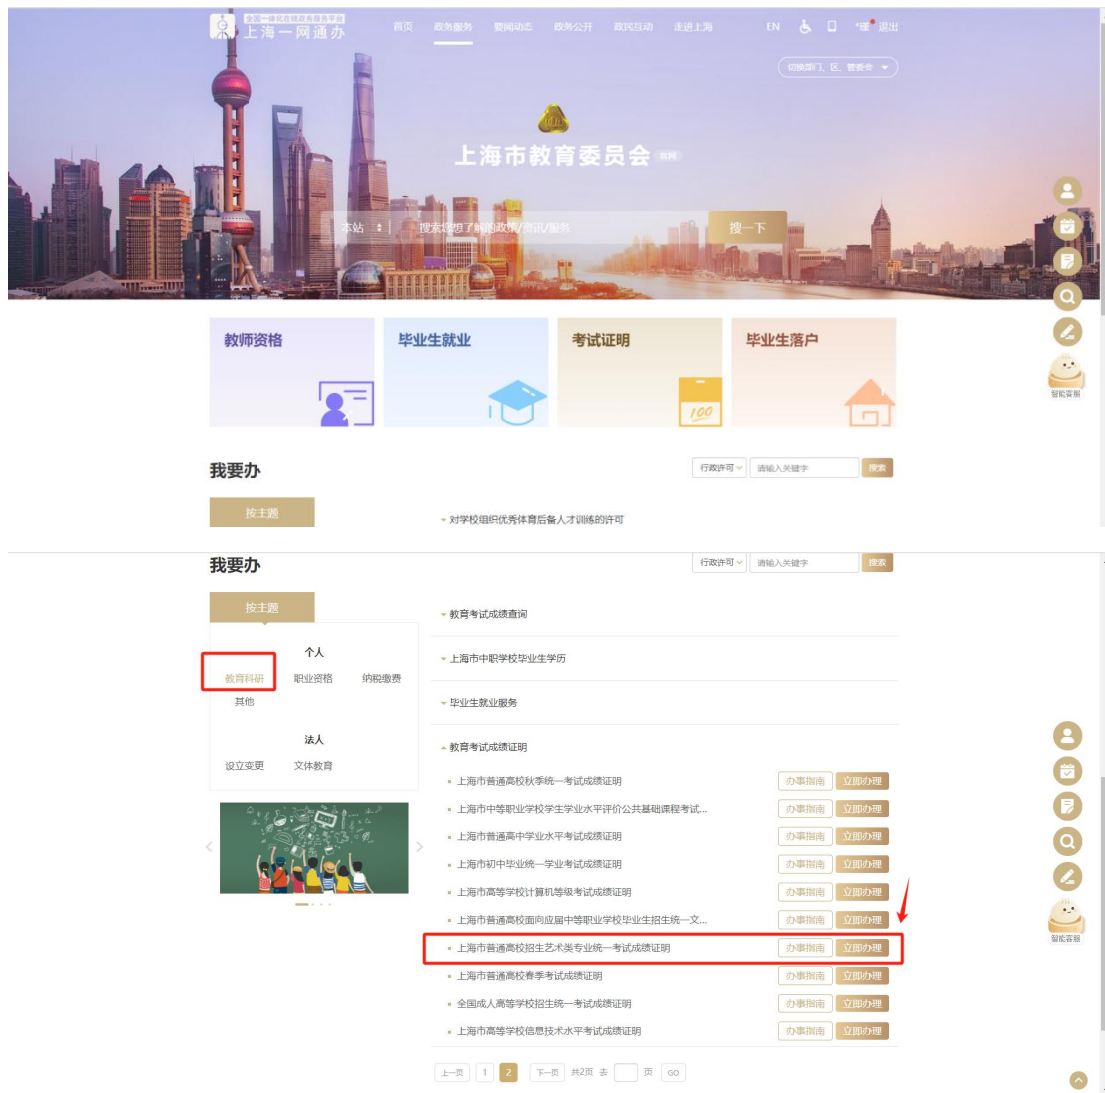 全国一体化在线政务服务平台
上海一网通办
首页 政务服务 要闻动态 政务公开 政民互动 走进上海 EN 退出
切换部门、区、管委会
上海市教育委员会
本站 搜索您想了解的政策/资讯/服务 搜一下
教师资格 毕业生就业 考试证明 毕业生落户
100
智能客服
我要办 行政许可 请输入关键字 搜索
按主题
对学校组织优秀体育后备人才训练的许可
我要办 行政许可 请输入关键字 搜索
按主题
教育考试成绩查询
个人
上海市中职学校毕业生学历
教育科研 职业资格 纳税缴费
其他
毕业生就业服务
法人
教育考试成绩证明
设立变更 文体教育
上海市普通高校秋季统一考试成绩证明 办事指南 立即办理
上海市中等职业学校学生学业水平评价公共基础课程考试... 办事指南 立即办理
上海市普通高中学业水平考试成绩证明 办事指南 立即办理
上海市初中毕业统一学业考试成绩证明 办事指南 立即办理
上海市高等学校计算机等级考试成绩证明 办事指南 立即办理
上海市普通高校面向应届中等职业学校毕业生招生统一文... 办事指南 立即办理
智能客服
上海市普通高校招生艺术类专业统一考试成绩证明 办事指南 立即办理
上海市普通高校春季考试成绩证明 办事指南 立即办理
全国成人高等学校招生统一考试成绩证明 办事指南 立即办理
上海市高等学校信息技术水平考试成绩证明 办事指南 立即办理
上一页 1 2 下一页 共2页 去 页 GO